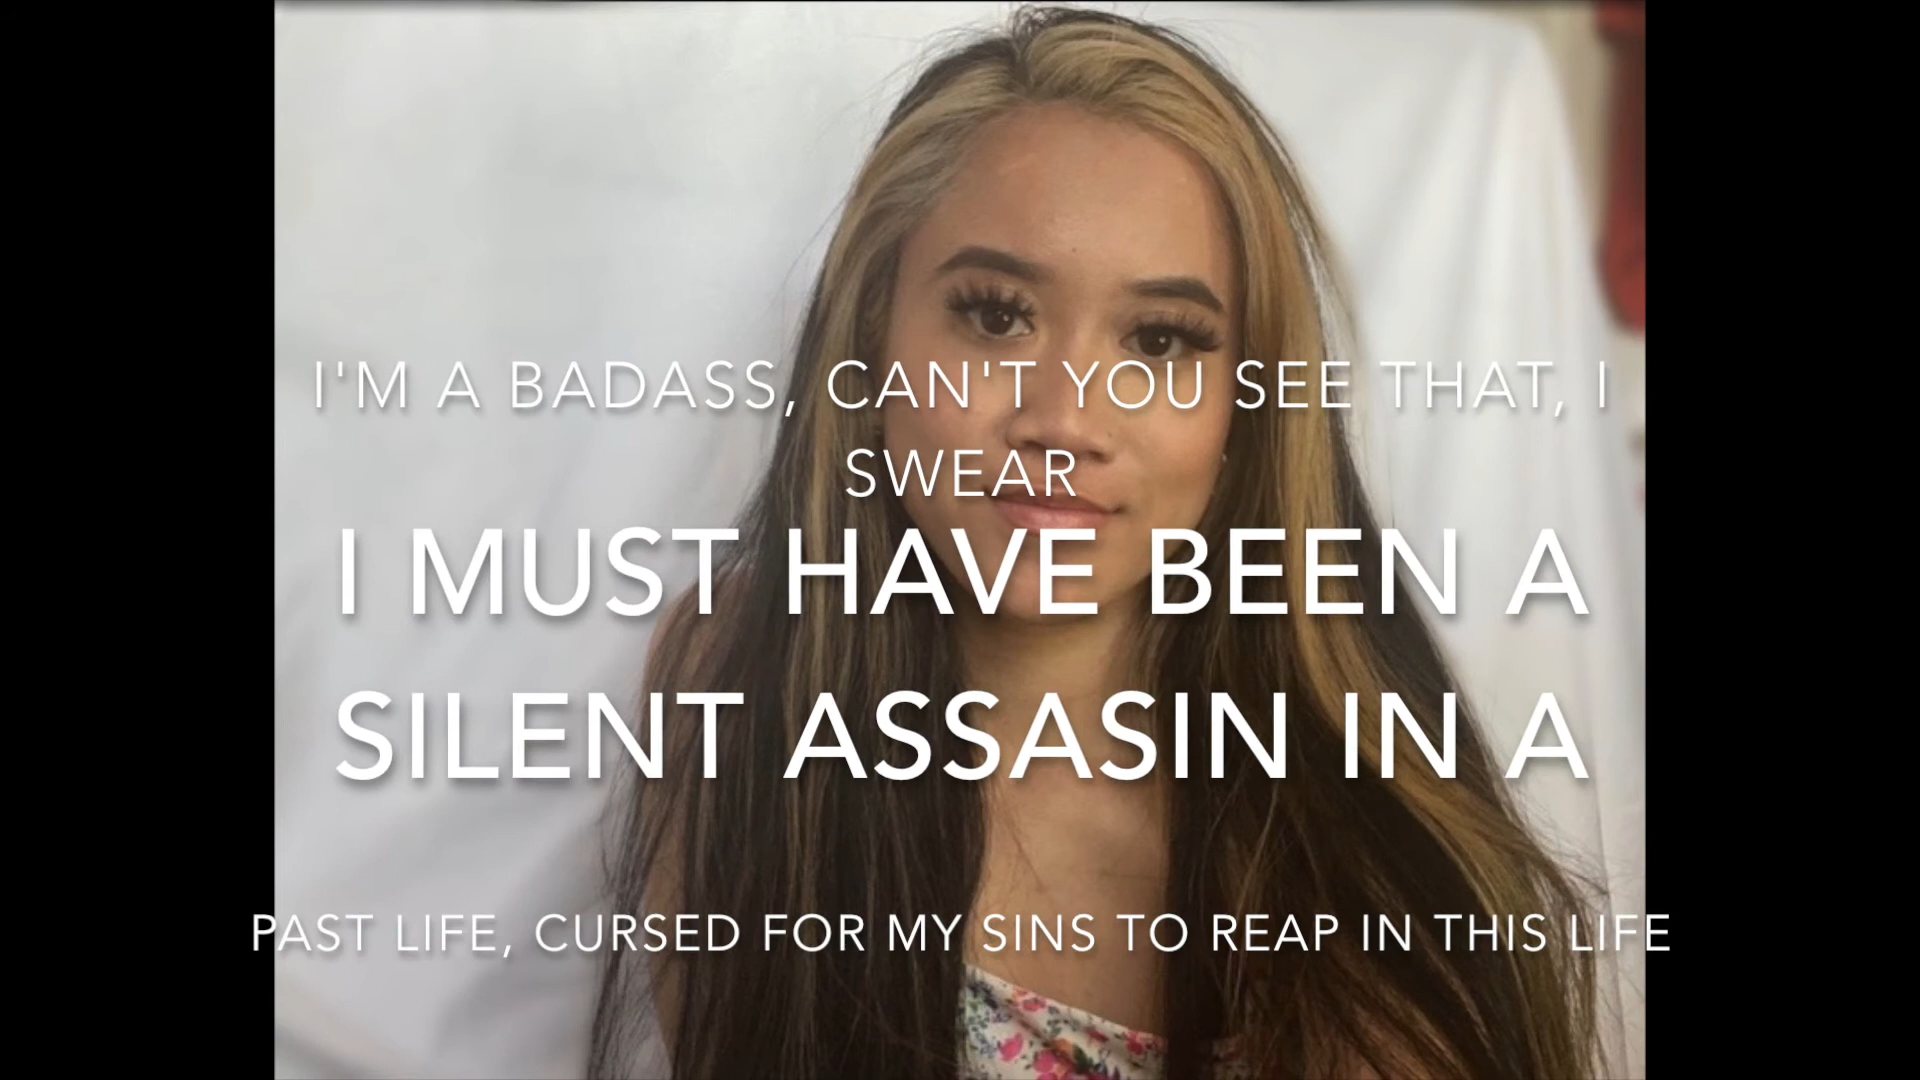 I'M A BADASS, CAN'T YOU SEE THAT, I
SWEAR
I MUST HAVE BEEN A
SILENT ASSASIN IN A
PAST LIFE, CURSED FOR MY SINS TO REAP IN THIS LIFE